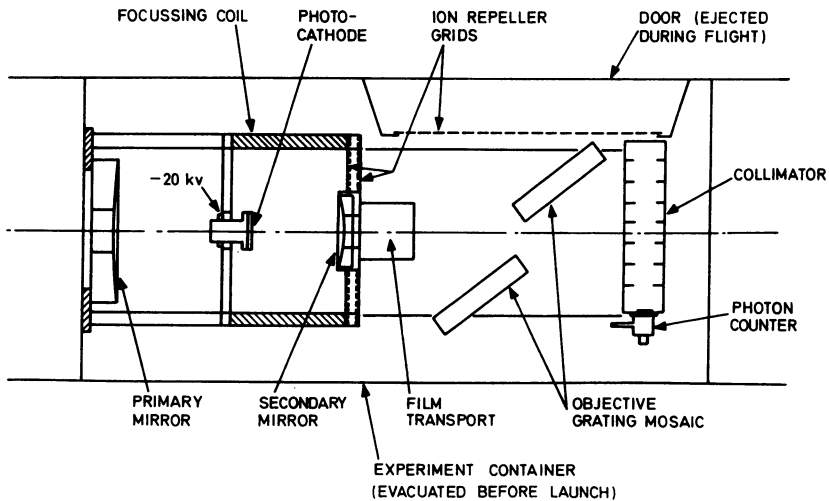 FOCUSSING COIL
PHOTO-
CATHODE
ION REPELLER
GRIDS
DOOR (EJECTED
DURING FLIGHT)
-20 kv
COLLIMATOR
PHOTON
COUNTER
PRIMARY
MIRROR
SECONDARY
MIRROR
FILM
TRANSPORT
OBJECTIVE
GRATING MOSAIC
EXPERIMENT CONTAINER
(EVACUATED BEFORE LAUNCH)